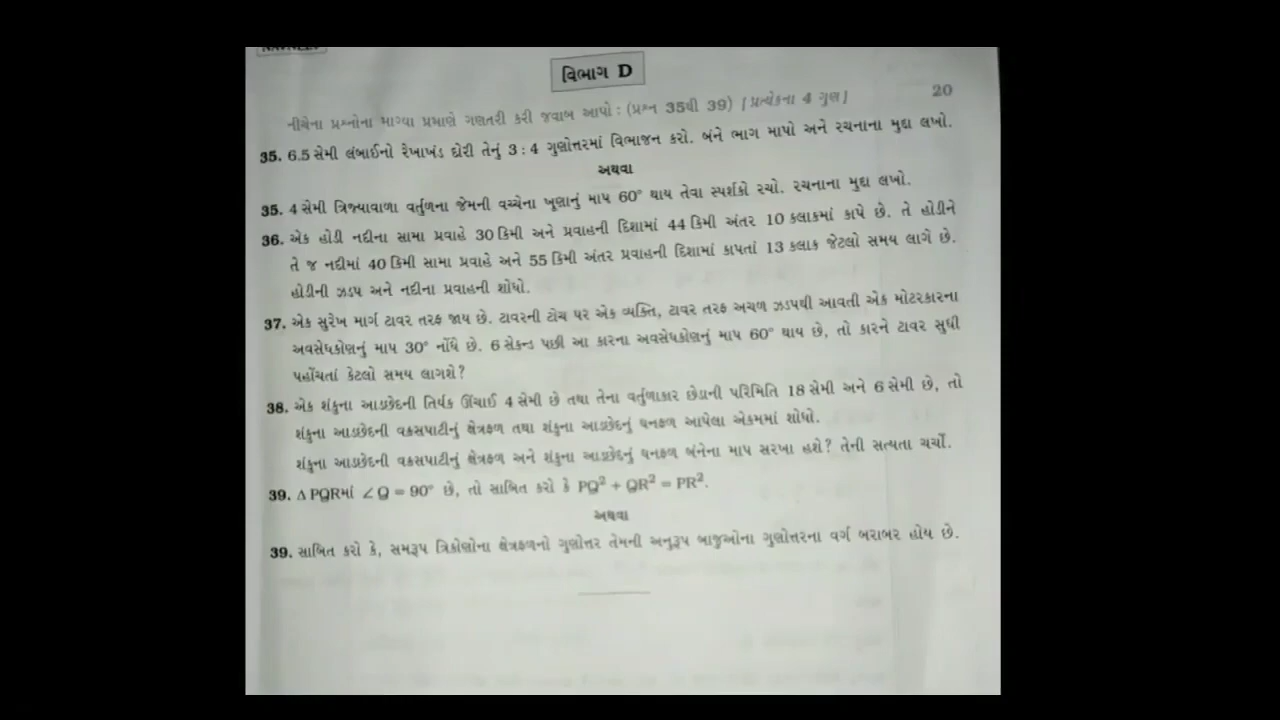 વિભાગ D
નીચેના પ્રશ્નોના માગ્યા પ્રમાણે ગણતરી કરી જવાબ આપો : (પ્રશ્ન 35થી 39) [પ્રત્યેકના 4 ગુણ] 20
35. 6.5 સેમી લંબાઈનો રેખાખંડ દોરી તેનું 3 : 4 ગુણોત્તરમાં વિભાજન કરો. બંને ભાગ માપો અને રચનાના મુદ્દા લખો.
અથવા
35. 4 સેમી ત્રિજ્યાવાળા વર્તુળના જેમની વચ્ચેના ખૂણાનું માપ 60° થાય તેવા સ્પર્શકો રચો. રચનાના મુદ્દા લખો.
36. એક હોડી નદીના સામા પ્રવાહે 30 કિમી અને પ્રવાહની દિશામાં 44 કિમી અંતર 10 કલાકમાં કાપે છે. તે હોડીને
તે જ નદીમાં 40 કિમી સામા પ્રવાહે અને 55 કિમી અંતર પ્રવાહની દિશામાં કાપતાં 13 કલાક જેટલો સમય લાગે છે.
હોડીની ઝડપ અને નદીના પ્રવાહની શોધો.
37. એક સુરેખ માર્ગ ટાવર તરફ જાય છે. ટાવરની ટોચ પર એક વ્યક્તિ, ટાવર તરફ અચળ ઝડપથી આવતી એક મોટરકારના
અવસેધકોણનું માપ 30° નોંધે છે. 6 સેકન્ડ પછી આ કારના અવસેધકોણનું માપ 60° થાય છે, તો કારને ટાવર સુધી
પહોંચતાં કેટલો સમય લાગશે?
38. એક શંકુના આડછેદની તિર્યક ઊંચાઈ 4 સેમી છે તથા તેના વર્તુળાકાર છેડાની પરિમિતિ 18 સેમી અને 6 સેમી છે, તો
શંકુના આડછેદની વક્રસપાટીનું ક્ષેત્રફળ તથા શંકુના આડછેદનું ઘનફળ આપેલા એકમમાં શોધો.
શંકુના આડછેદની વક્રસપાટીનું ક્ષેત્રફળ અને શંકુના આડછેદનું ઘનફળ બંનેના માપ સરખા હશે? તેની સત્યતા ચર્ચો.
39. Δ PQRમાં ∠Q = 90° છે, તો સાબિત કરો કે PQ² + QR² = PR².
અથવા
39. સાબિત કરો કે, સમરૂપ ત્રિકોણોના ક્ષેત્રફળનો ગુણોત્તર તેમની અનુરૂપ બાજુઓના ગુણોત્તરના વર્ગ બરાબર હોય છે.